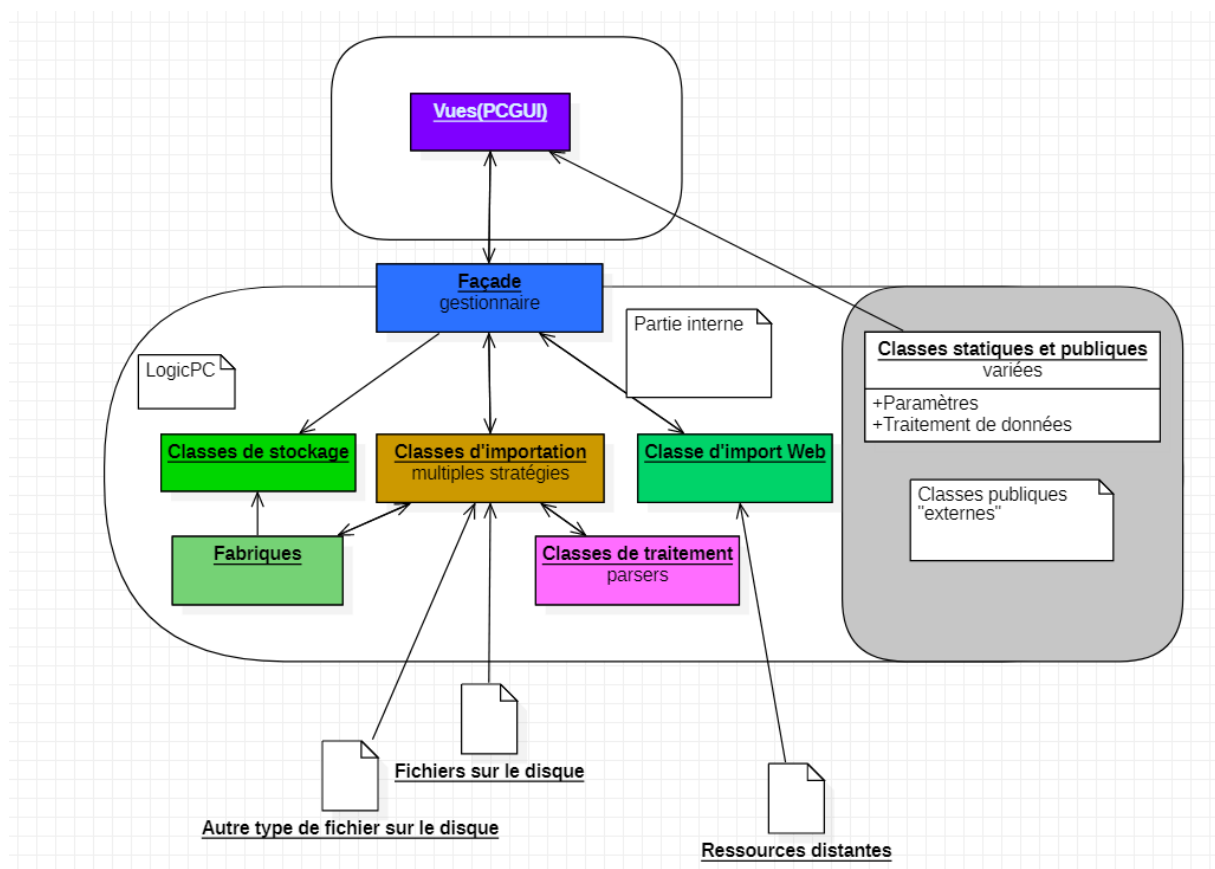 Vues(PCGUI)
Façade
gestionnaire
Partie interne
LogicPC
Classes statiques et publiques
variées
+Paramètres
+Traitement de données
Classes de stockage
Classes d'importation
multiples stratégies
Classe d'import Web
Classes publiques
"externes"
Fabriques
Classes de traitement
parsers
Fichiers sur le disque
Autre type de fichier sur le disque
Ressources distantes